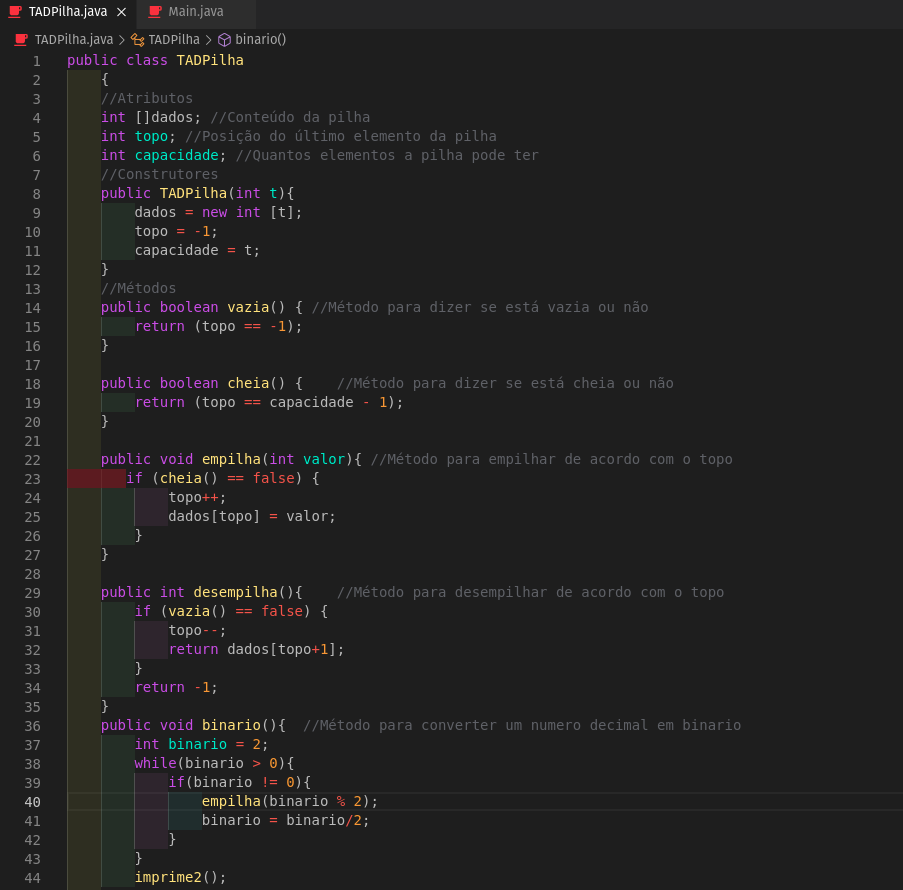 TADPilha.java × Main.java
TADPilha.java > TADPilha > binario()
1 public class TADPilha
2 {
3 //Atributos
4 int []dados; //Conteúdo da pilha
5 int topo; //Posição do último elemento da pilha
6 int capacidade; //Quantos elementos a pilha pode ter
7 //Construtores
8 public TADPilha(int t){
9 dados = new int [t];
10 topo = -1;
11 capacidade = t;
12 }
13 //Métodos
14 public boolean vazia() { //Método para dizer se está vazia ou não
15 return (topo == -1);
16 }
17
18 public boolean cheia() { //Método para dizer se está cheia ou não
19 return (topo == capacidade - 1);
20 }
21
22 public void empilha(int valor){ //Método para empilhar de acordo com o topo
23 if (cheia() == false) {
24 topo++;
25 dados[topo] = valor;
26 }
27 }
28
29 public int desempilha(){ //Método para desempilhar de acordo com o topo
30 if (vazia() == false) {
31 topo--;
32 return dados[topo+1];
33 }
34 return -1;
35 }
36 public void binario(){ //Método para converter um numero decimal em binario
37 int binario = 2;
38 while(binario > 0){
39 if(binario != 0){
40 empilha(binario % 2);
41 binario = binario/2;
42 }
43 }
44 imprime2();